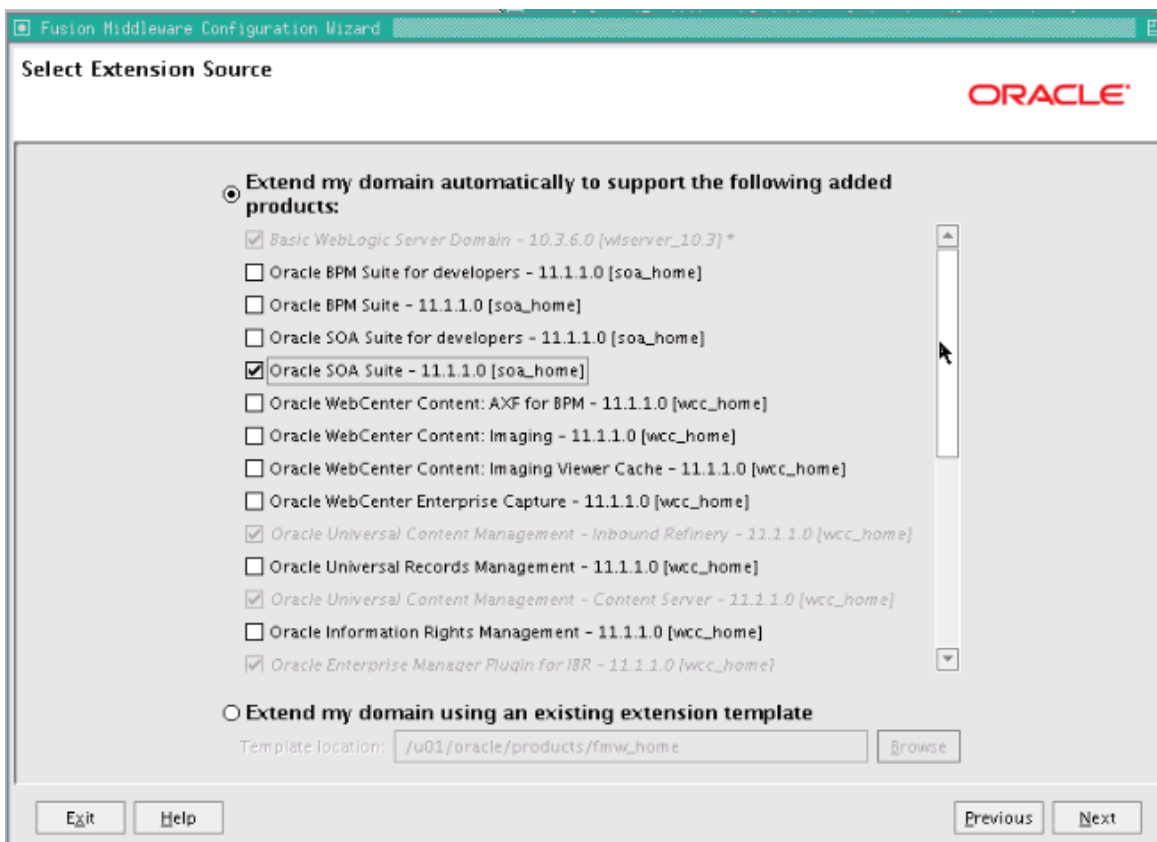 Fusion Middleware Configuration Wizard
Select Extension Source
ORACLE
Extend my domain automatically to support the following added
products:
Basic WebLogic Server Domain - 10.3.6.0 [wlserver_10.3] *
Oracle BPM Suite for developers - 11.1.1.0 [soa_home]
Oracle BPM Suite - 11.1.1.0 [soa_home]
Oracle SOA Suite for developers - 11.1.1.0 [soa_home]
Oracle SOA Suite - 11.1.1.0 [soa_home]
Oracle WebCenter Content: AXF for BPM - 11.1.1.0 [wcc_home]
Oracle WebCenter Content: Imaging - 11.1.1.0 [wcc_home]
Oracle WebCenter Content: Imaging Viewer Cache - 11.1.1.0 [wcc_home]
Oracle WebCenter Enterprise Capture - 11.1.1.0 [wcc_home]
Oracle Universal Content Management - Inbound Refinery - 11.1.1.0 [wcc_home]
Oracle Universal Records Management - 11.1.1.0 [wcc_home]
Oracle Universal Content Management - Content Server - 11.1.1.0 [wcc_home]
Oracle Information Rights Management - 11.1.1.0 [wcc_home]
Oracle Enterprise Manager Plugin for IBR - 11.1.1.0 [wcc_home]
Extend my domain using an existing extension template
Template location: /u01/oracle/products/fmw_home Browse
Exit Help Previous Next